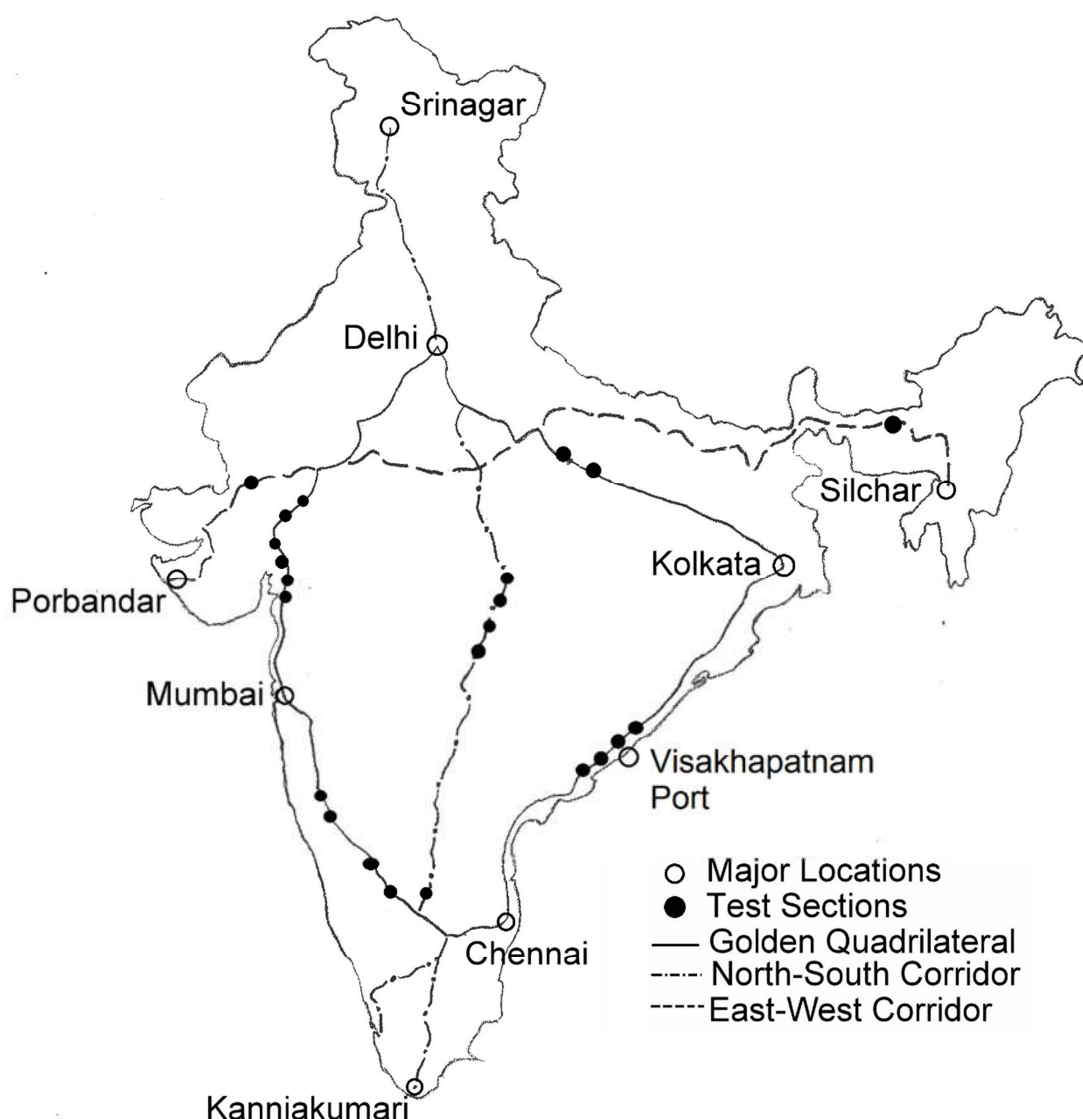 Srinagar
Delhi
Silchar
Kolkata
Porbandar
Mumbai
Visakhapatnam
Port
Major Locations
Test Sections
Golden Quadrilateral
North-South Corridor
East-West Corridor
Chennai
Kanniakumari